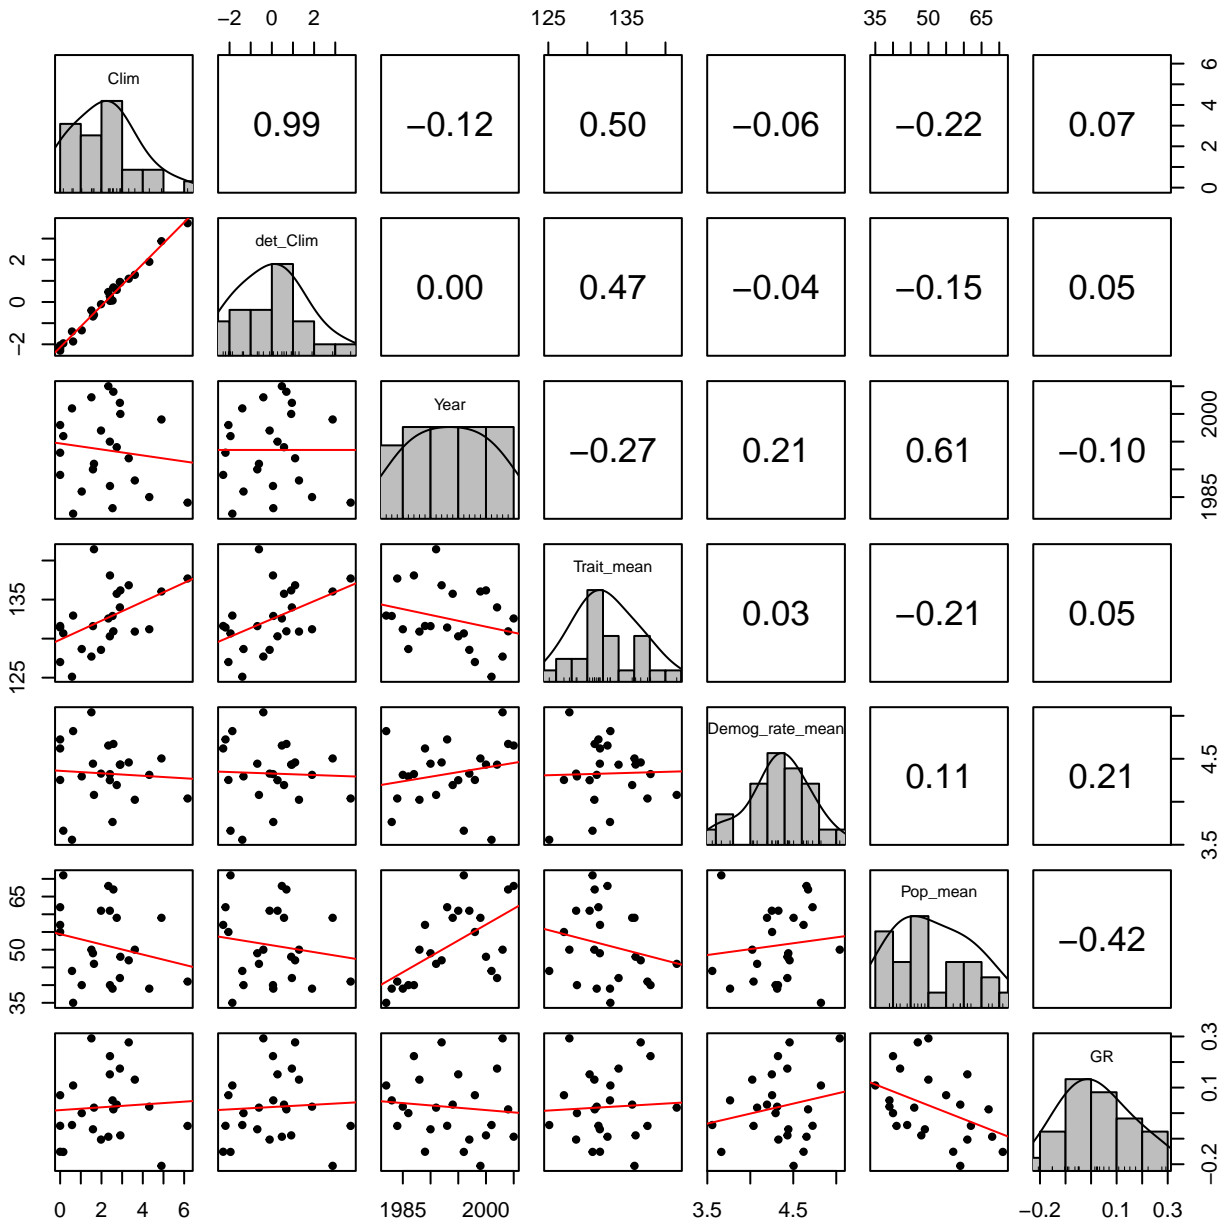 −2 0 2 125 135 35 50 65
Clim 0.99 −0.12 0.50 −0.06 −0.22 0.07 0 2 4 6
−2 0 2 det_Clim 0.00 0.47 −0.04 −0.15 0.05
Year −0.27 0.21 0.61 −0.10 1985 2000
125 135 Trait_mean 0.03 −0.21 0.05
Demog_rate_mean 0.11 0.21 3.5 4.5
35 50 65 Pop_mean −0.42
GR −0.2 0.1 0.3
0 2 4 6 1985 2000 3.5 4.5 −0.2 0.1 0.3